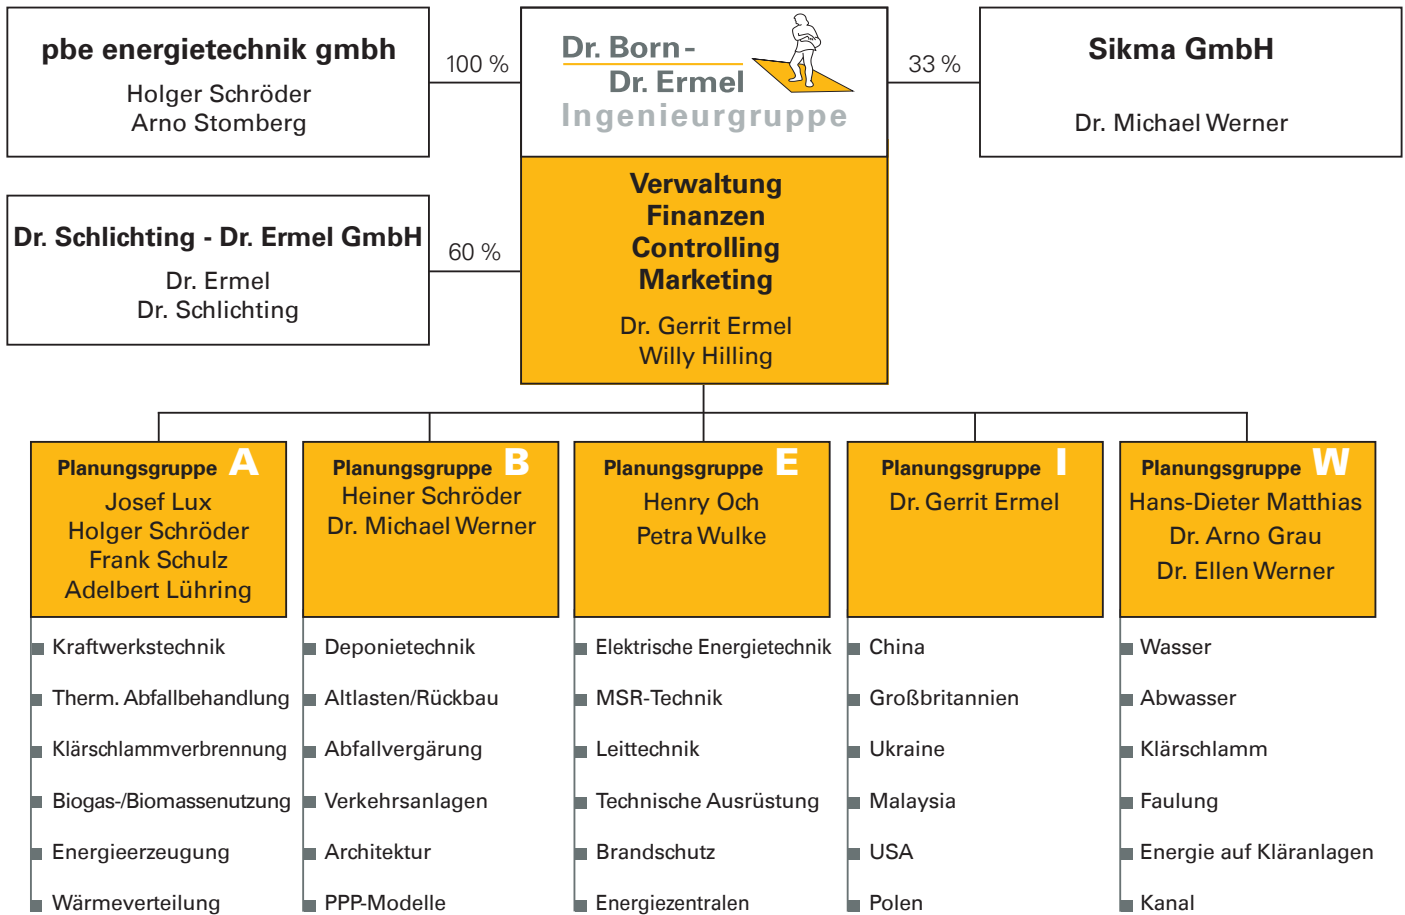 pbe energietechnik gmbh
Holger Schröder
Arno Stomberg
100 %
Dr. Born -
Dr. Ermel
Ingenieurgruppe
33 %
Sikma GmbH
Dr. Michael Werner
Dr. Schlichting - Dr. Ermel GmbH
Dr. Ermel
Dr. Schlichting
60 %
Verwaltung
Finanzen
Controlling
Marketing
Dr. Gerrit Ermel
Willy Hilling
Planungsgruppe A
Josef Lux
Holger Schröder
Frank Schulz
Adelbert Lühring
Kraftwerkstechnik
Therm. Abfallbehandlung
Klärschlammverbrennung
Biogas-/Biomassenutzung
Energieerzeugung
Wärmeverteilung
Planungsgruppe B
Heiner Schröder
Dr. Michael Werner
Deponietechnik
Altlasten/Rückbau
Abfallvergärung
Verkehrsanlagen
Architektur
PPP-Modelle
Planungsgruppe E
Henry Och
Petra Wulke
Elektrische Energietechnik
MSR-Technik
Leittechnik
Technische Ausrüstung
Brandschutz
Energiezentralen
Planungsgruppe I
Dr. Gerrit Ermel
China
Großbritannien
Ukraine
Malaysia
USA
Polen
Planungsgruppe W
Hans-Dieter Matthias
Dr. Arno Grau
Dr. Ellen Werner
Wasser
Abwasser
Klärschlamm
Faulung
Energie auf Kläranlagen
Kanal